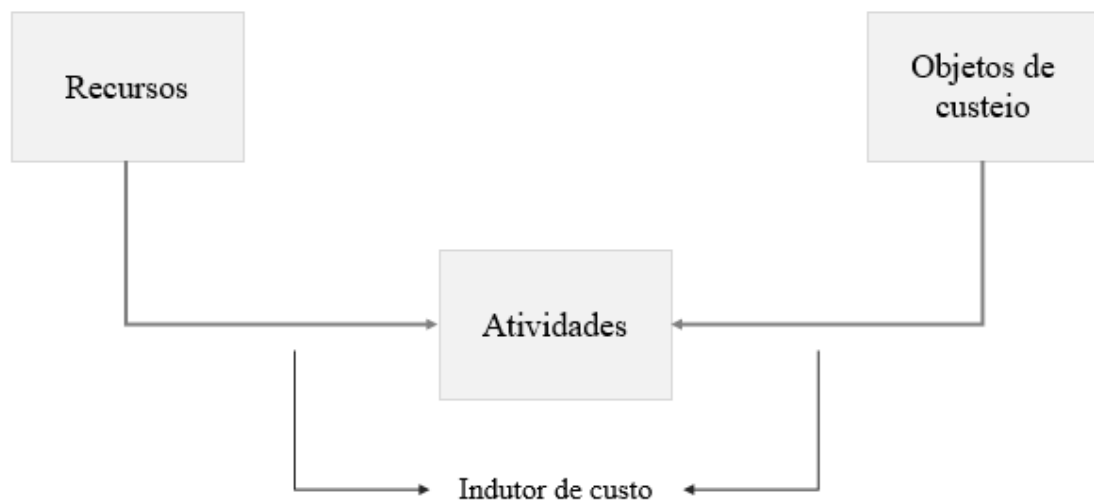 Recursos
Objetos de
custeio
Atividades
Indutor de custo